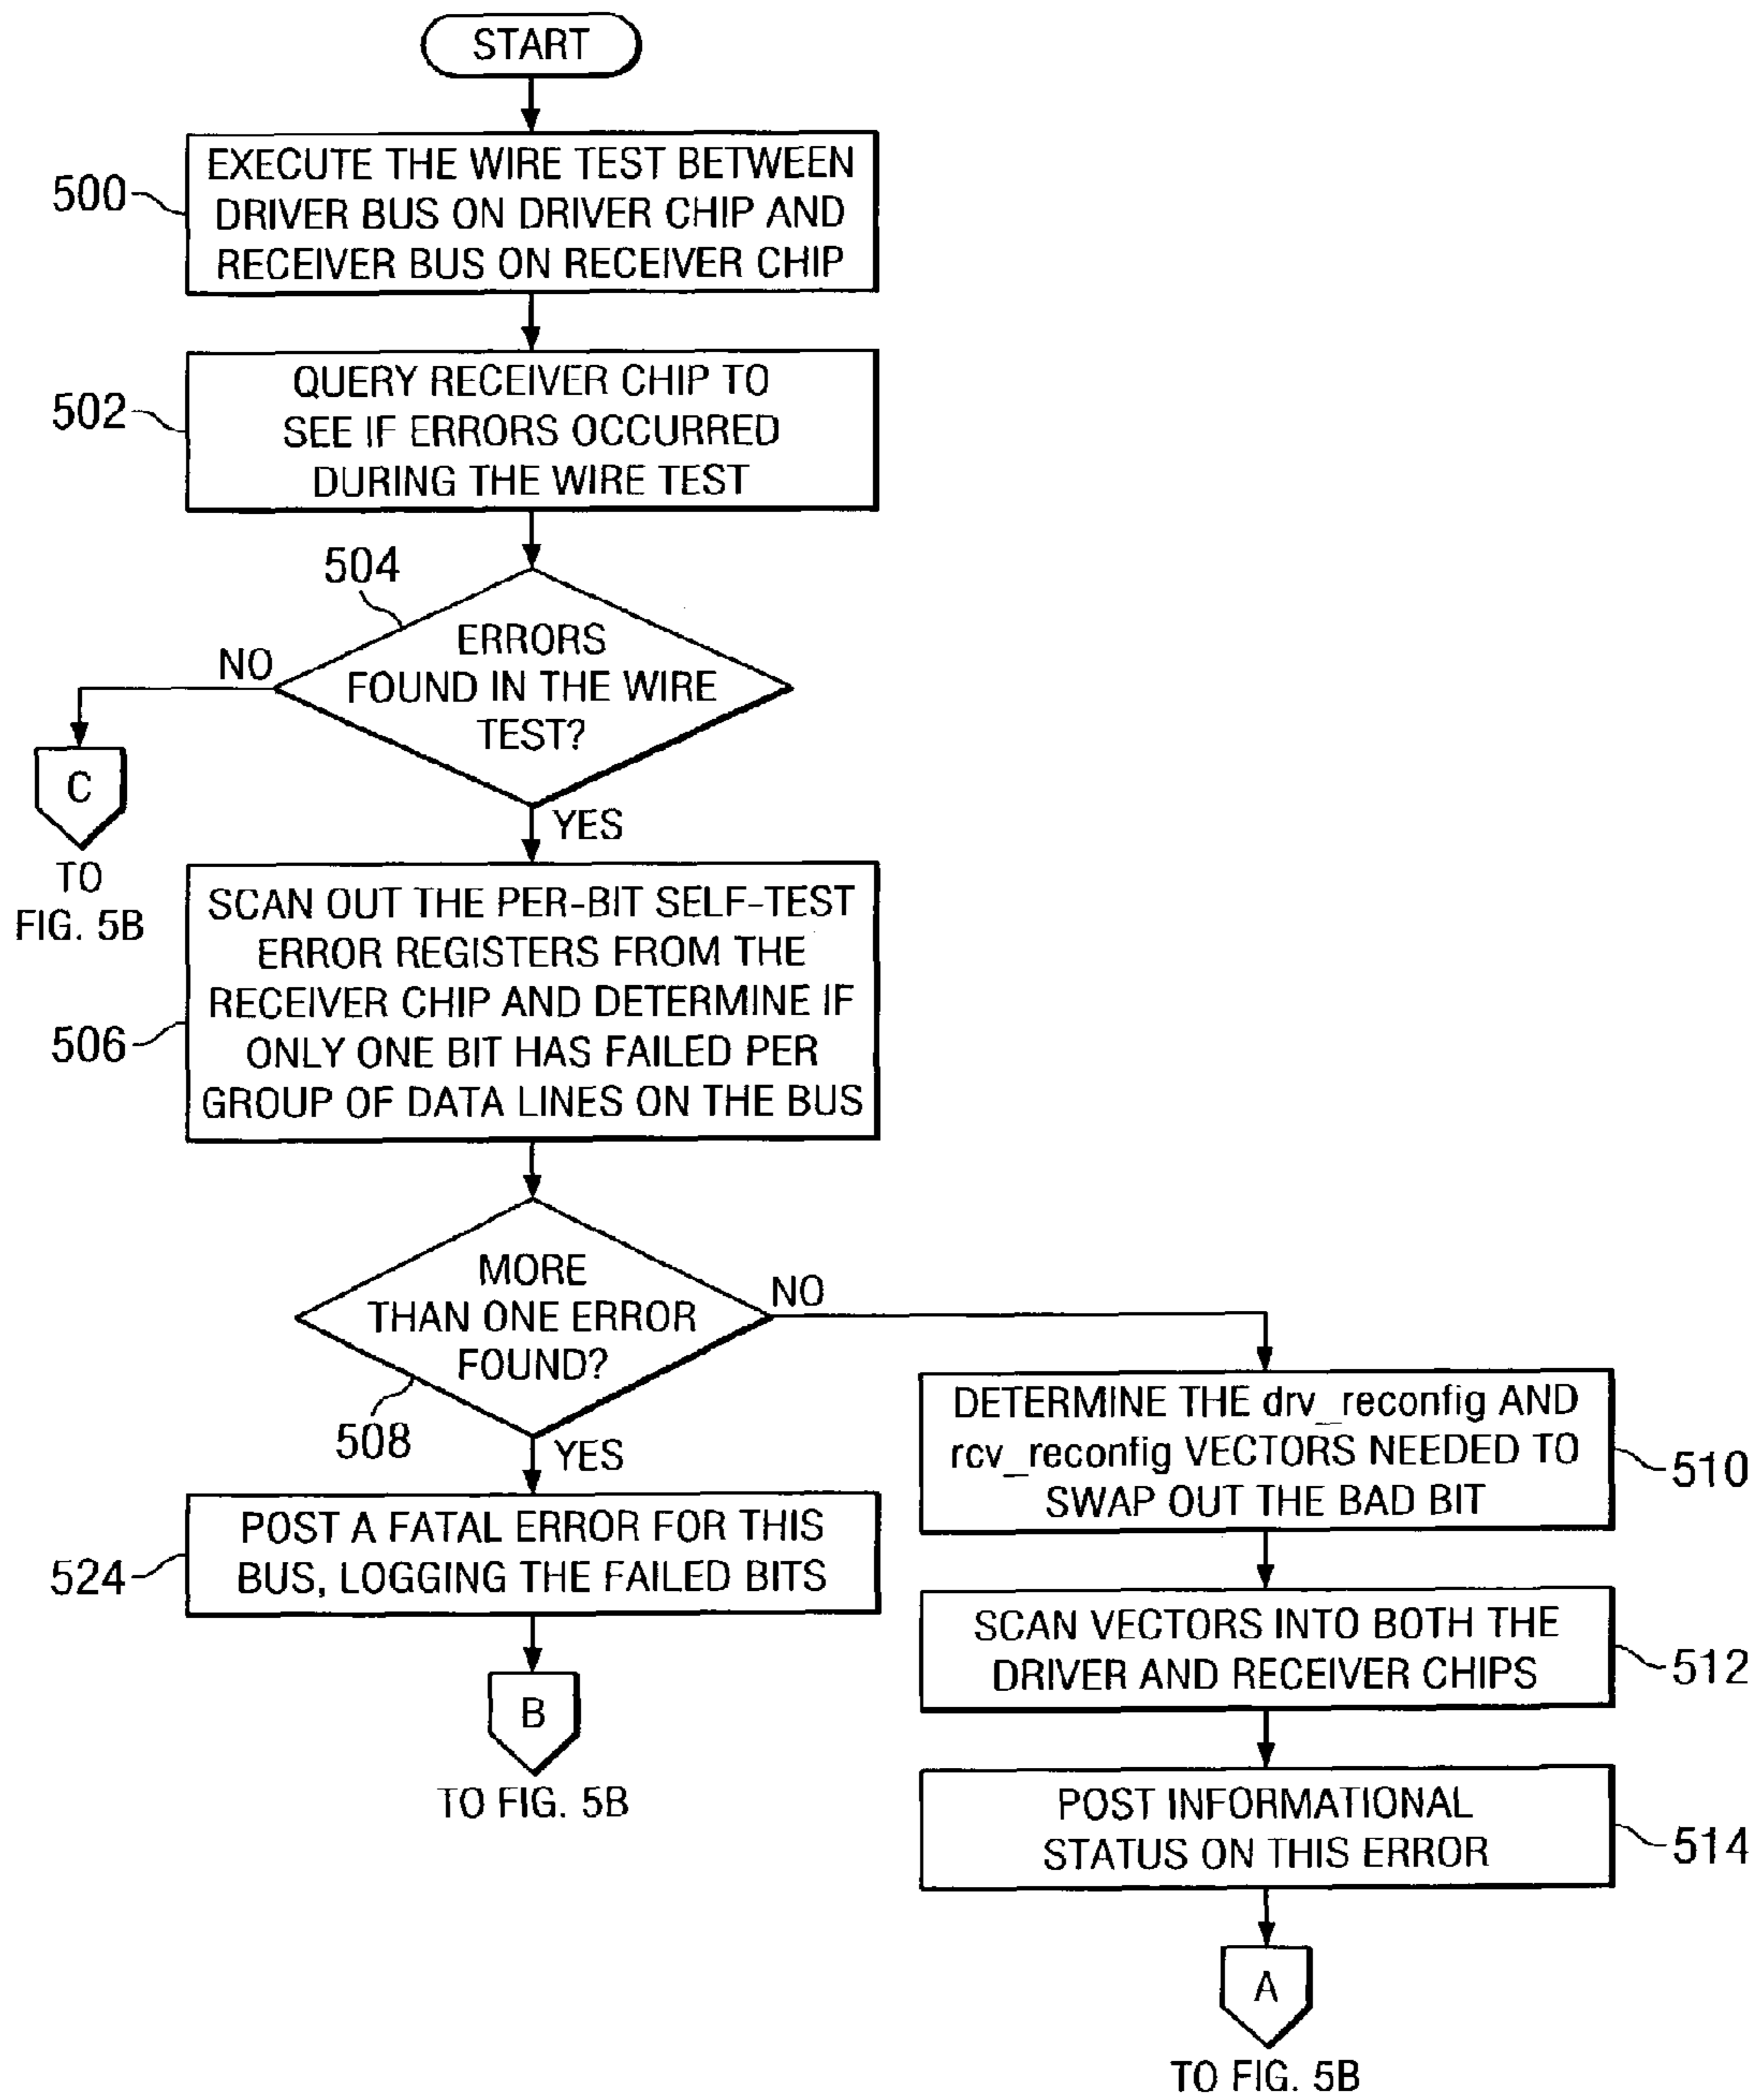 START
500
EXECUTE THE WIRE TEST BETWEEN
DRIVER BUS ON DRIVER CHIP AND
RECEIVER BUS ON RECEIVER CHIP
502
QUERY RECEIVER CHIP TO
SEE IF ERRORS OCCURRED
DURING THE WIRE TEST
504
ERRORS
FOUND IN THE WIRE
TEST?
NO
C
TO
FIG. 5B
YES
506
SCAN OUT THE PER-BIT SELF-TEST
ERROR REGISTERS FROM THE
RECEIVER CHIP AND DETERMINE IF
ONLY ONE BIT HAS FAILED PER
GROUP OF DATA LINES ON THE BUS
MORE
THAN ONE ERROR
FOUND?
508
NO
YES
524
POST A FATAL ERROR FOR THIS
BUS, LOGGING THE FAILED BITS
B
TO FIG. 5B
DETERMINE THE drv_reconfig AND
rcv_reconfig VECTORS NEEDED TO
SWAP OUT THE BAD BIT
510
SCAN VECTORS INTO BOTH THE
DRIVER AND RECEIVER CHIPS
512
POST INFORMATIONAL
STATUS ON THIS ERROR
514
A
TO FIG. 5B